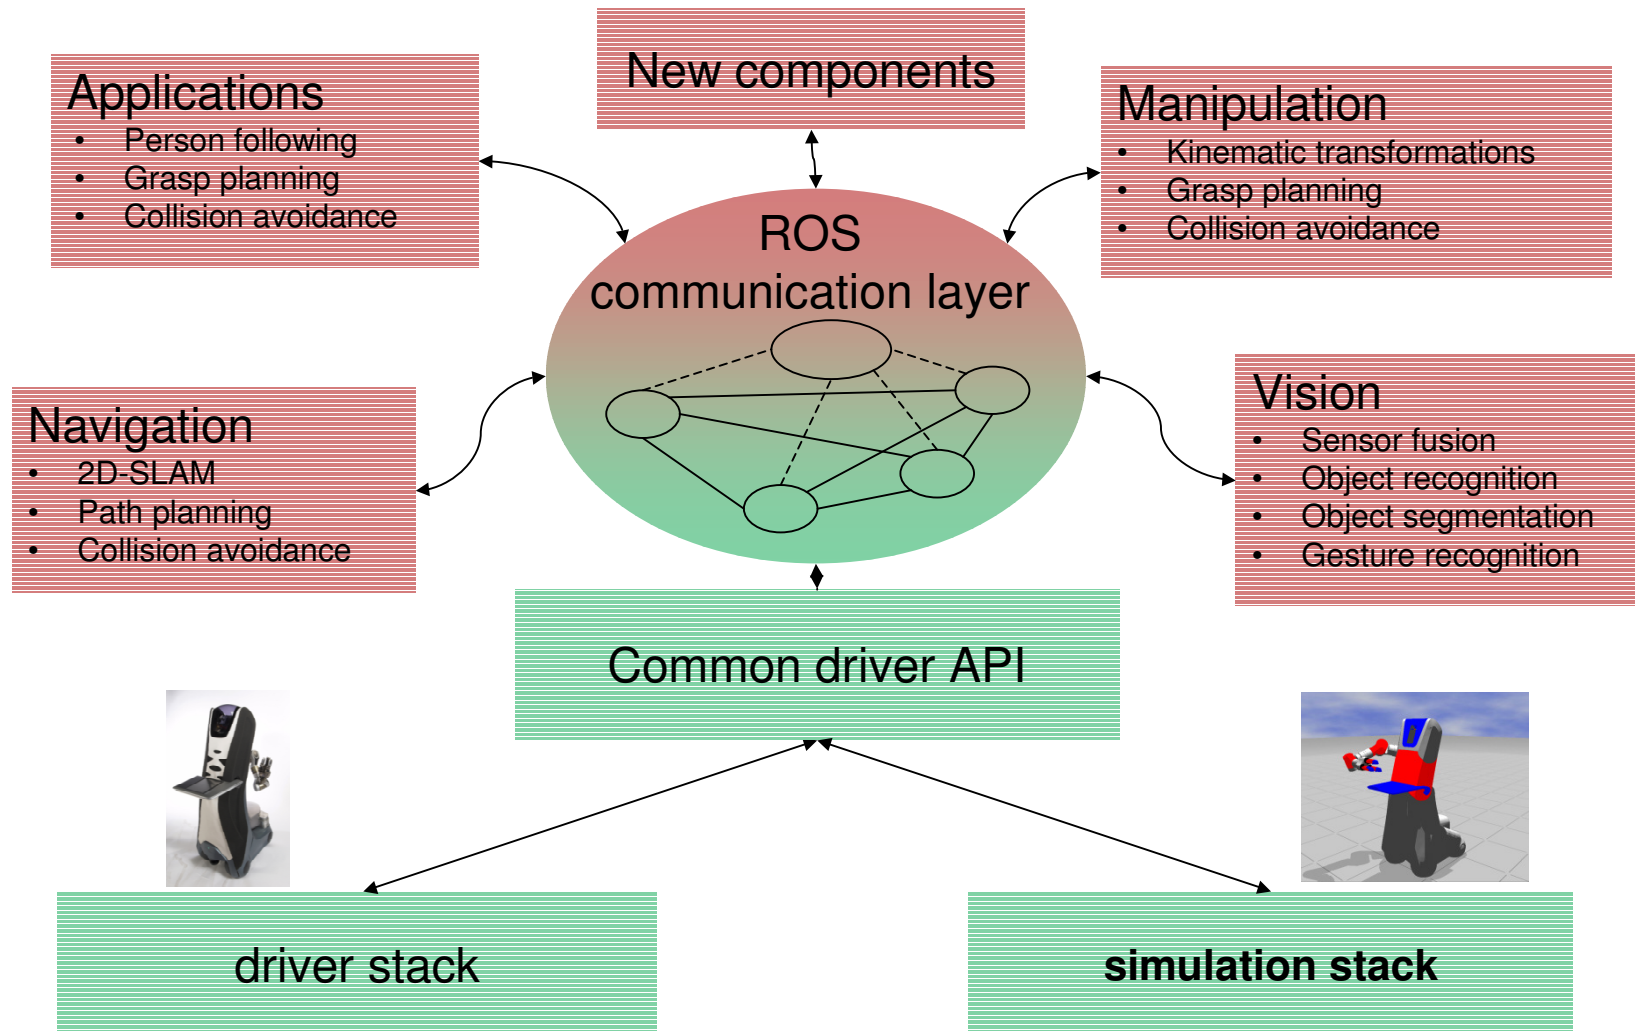 New components
Applications
• Person following
• Grasp planning
• Collision avoidance
Manipulation
• Kinematic transformations
• Grasp planning
• Collision avoidance
ROS
communication layer
Navigation
• 2D-SLAM
• Path planning
• Collision avoidance
Vision
• Sensor fusion
• Object recognition
• Object segmentation
• Gesture recognition
Common driver API
driver stack
simulation stack